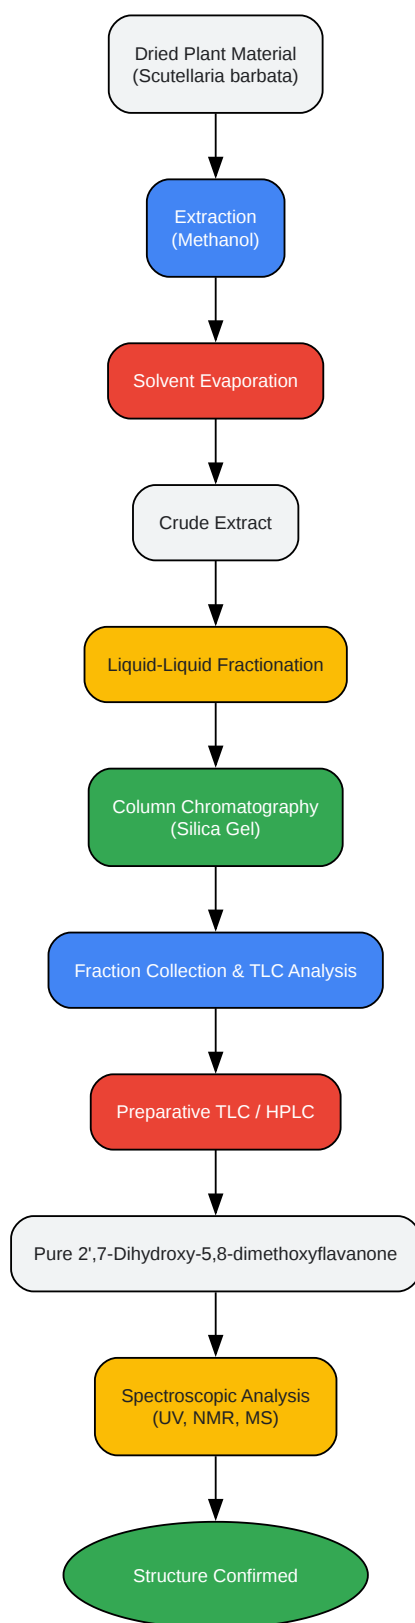 Dried Plant Material
(Scutellaria barbata)
Extraction
(Methanol)
Solvent Evaporation
Crude Extract
Liquid-Liquid Fractionation
Column Chromatography
(Silica Gel)
Fraction Collection & TLC Analysis
Preparative TLC / HPLC
Pure 2',7-Dihydroxy-5,8-dimethoxyflavanone
Spectroscopic Analysis
(UV, NMR, MS)
Structure Confirmed